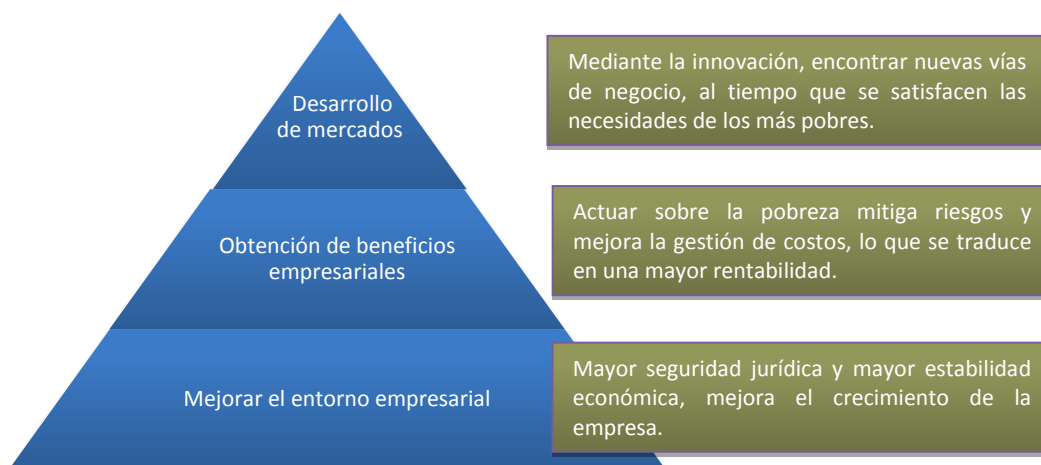 Desarrollo
de mercados
Mediante la innovación, encontrar nuevas vías
de negocio, al tiempo que se satisfacen las
necesidades de los más pobres.
Obtención de beneficios
empresariales
Actuar sobre la pobreza mitiga riesgos y
mejora la gestión de costos, lo que se traduce
en una mayor rentabilidad.
Mejorar el entorno empresarial
Mayor seguridad jurídica y mayor estabilidad
económica, mejora el crecimiento de la
empresa.